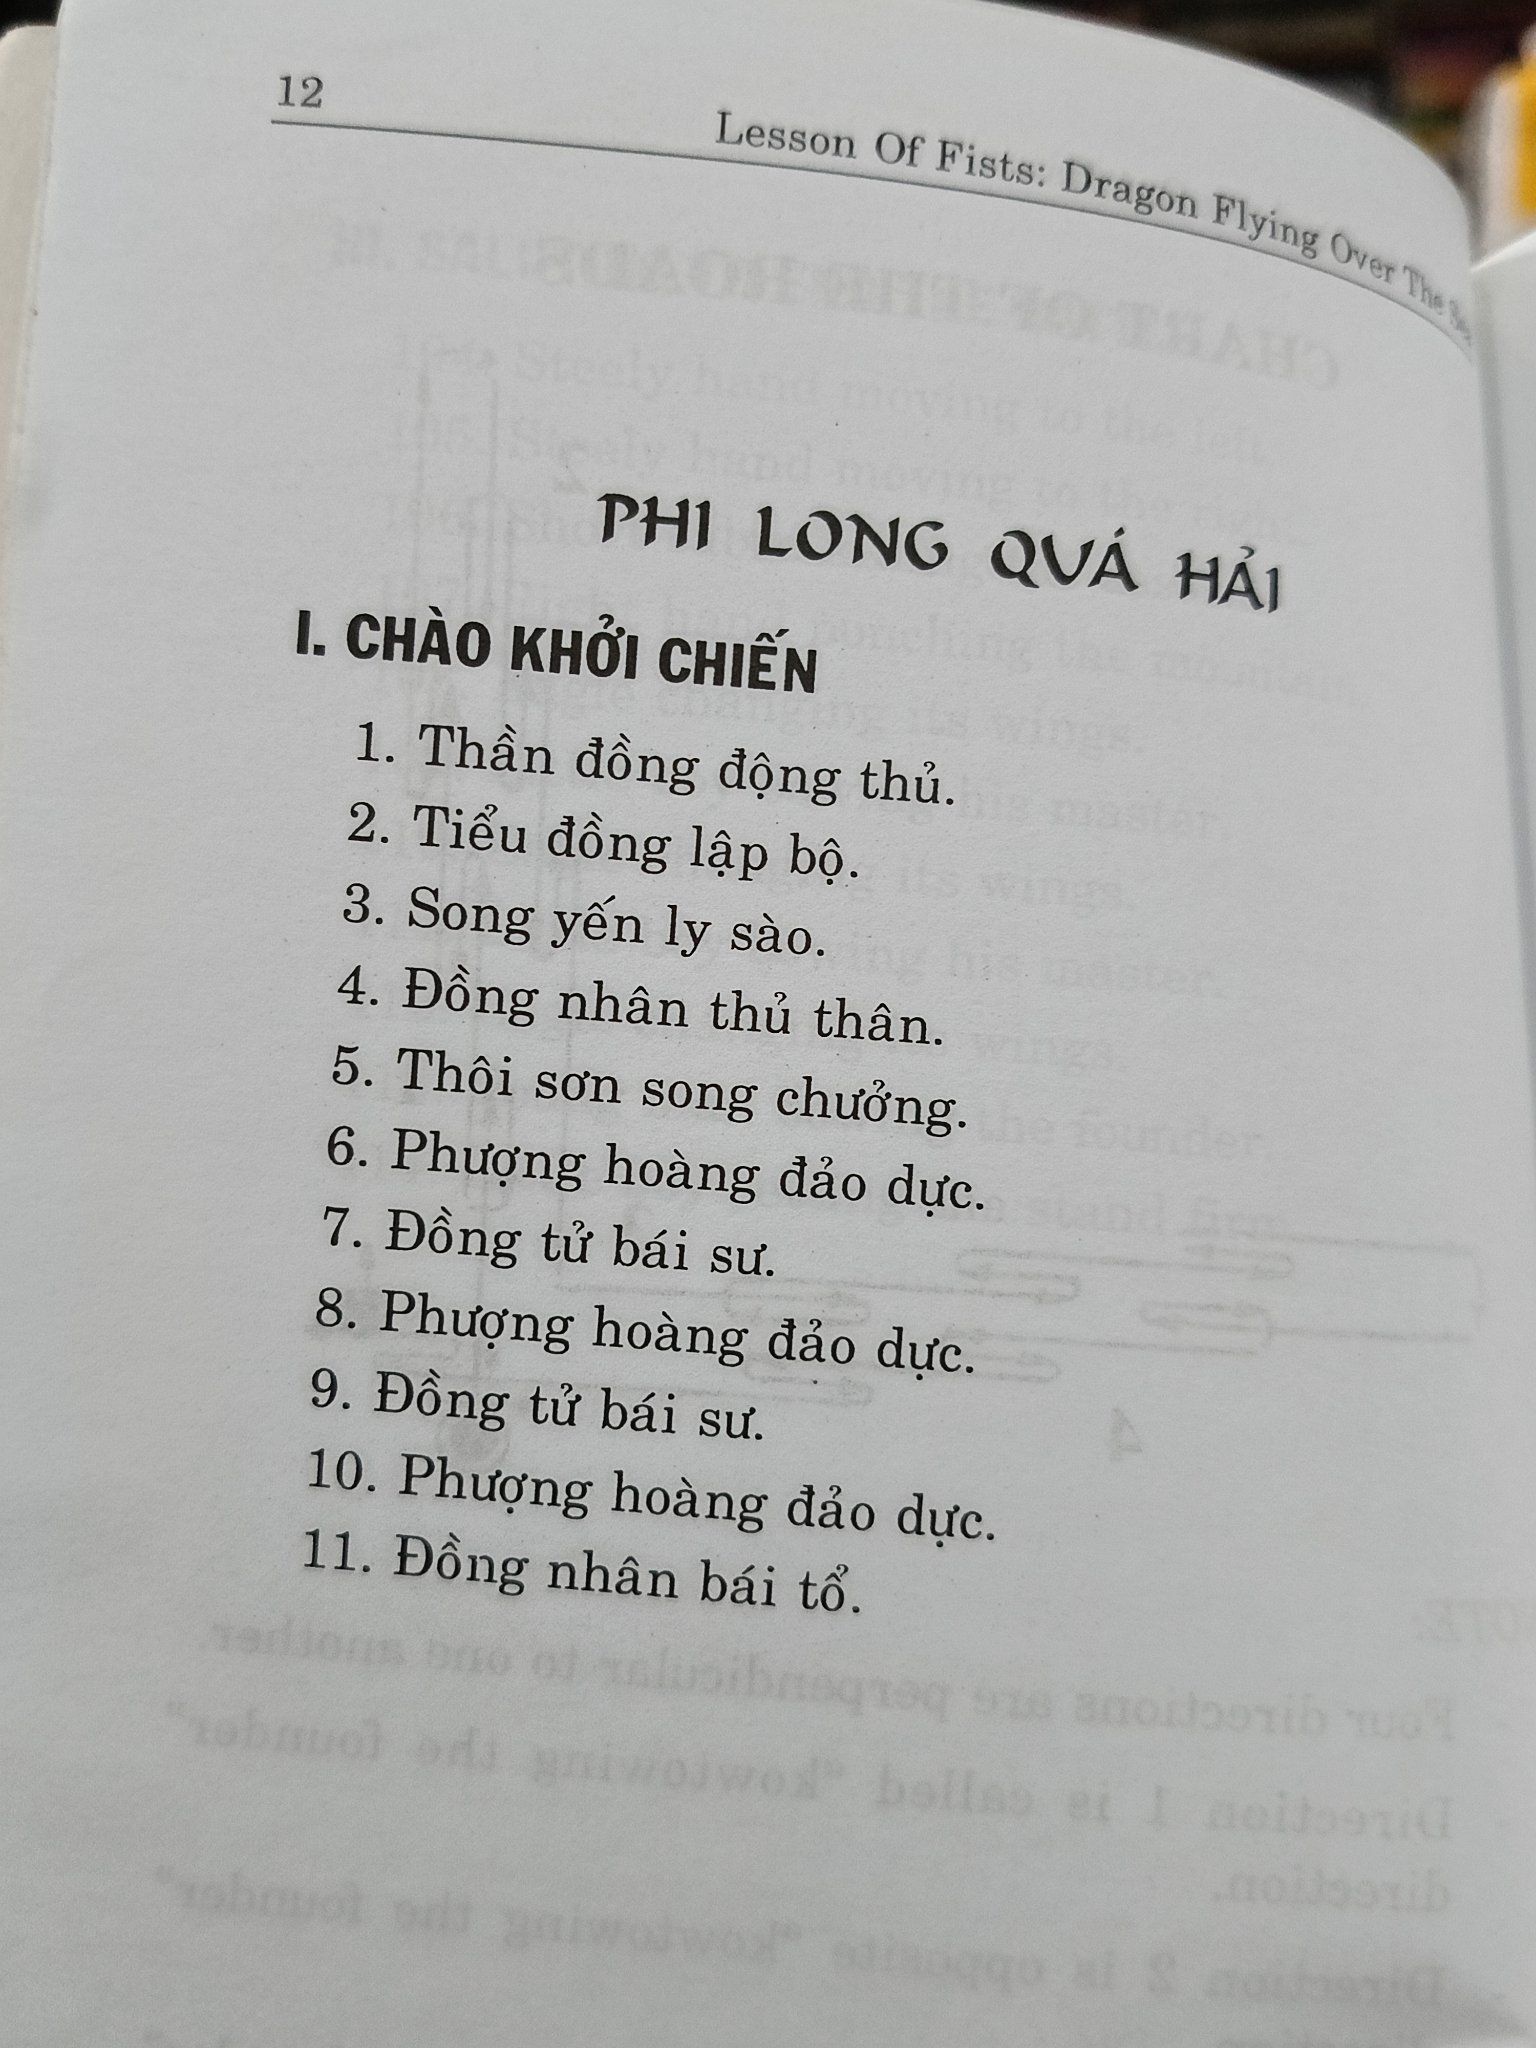 12
Lesson Of Fists: Dragon Flying Over The Sea
PHI LONG QUÁ HẢI
I. CHÀO KHỞI CHIẾN
1. Thần đồng động thủ.
2. Tiểu đồng lập bộ.
3. Song yến ly sào.
4. Đồng nhân thủ thân.
5. Thôi sơn song chưởng.
6. Phượng hoàng đảo dực.
7. Đồng tử bái sư.
8. Phượng hoàng đảo dực.
9. Đồng tử bái sư.
10. Phượng hoàng đảo dực.
11. Đồng nhân bái tổ.